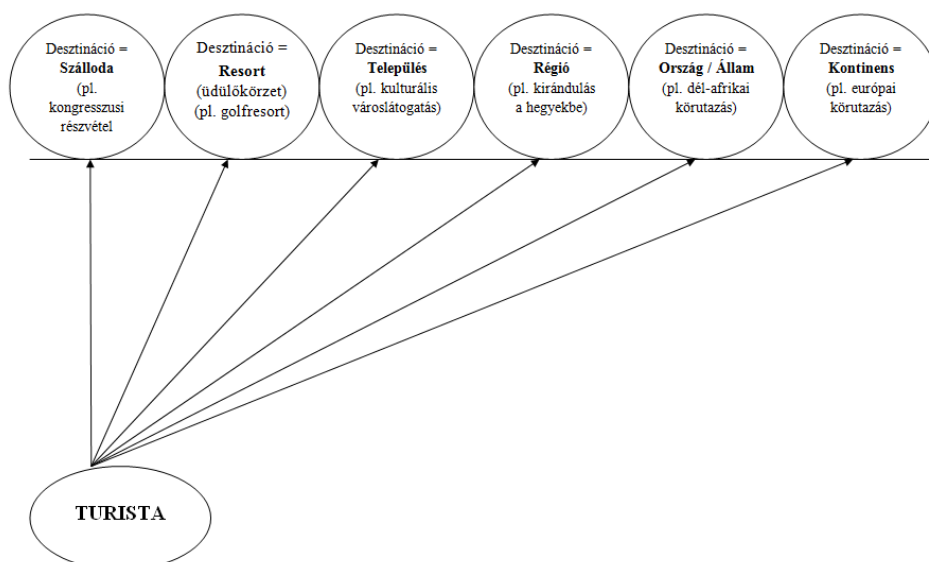 Desztináció =
Szálloda
(pl.
kongresszusi
részvétel
Desztináció =
Resort
(üdülőkörzet)
(pl. golfresort)
Desztináció =
Település
(pl. kulturális
városlátogatás)
Desztináció =
Régió
(pl. kirándulás
a hegyekbe)
Desztináció =
Ország / Állam
(pl. dél-afrikai
körutazás)
Desztináció =
Kontinens
(pl. európai
körutazás)
TURISTA